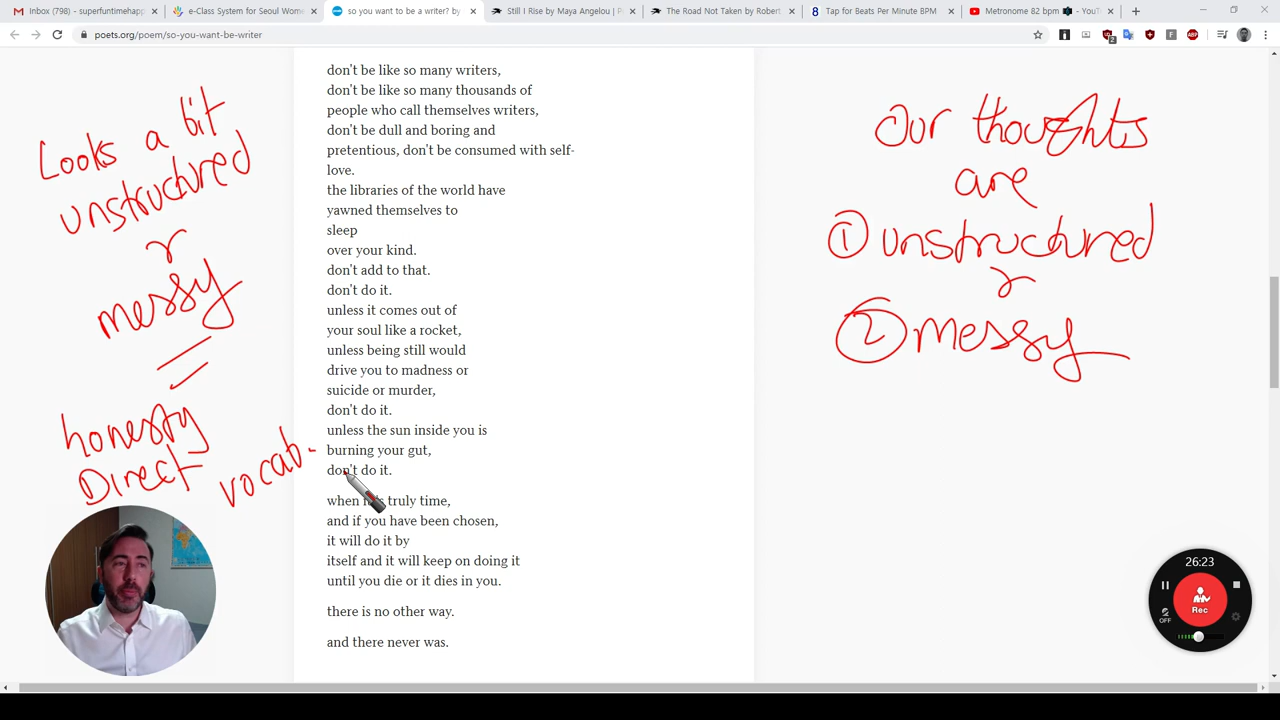 Inbox (798) - superfuntimehapp
e-Class System for Seoul Wome
so you want to be a writer? by
Still I Rise by Maya Angelou | P
The Road Not Taken by Robert
Tap for Beats Per Minute BPM
Metronome 82 bpm - YouT
poets.org/poem/so-you-want-be-writer
don't be like so many writers,
don't be like so many thousands of
people who call themselves writers,
don't be dull and boring and
pretentious, don't be consumed with self-
love.
the libraries of the world have
yawned themselves to
sleep
over your kind.
don't add to that.
don't do it.
unless it comes out of
your soul like a rocket,
unless being still would
drive you to madness or
suicide or murder,
don't do it.
unless the sun inside you is
burning your gut,
don't do it.
when it is truly time,
and if you have been chosen,
it will do it by
itself and it will keep on doing it
until you die or it dies in you.
there is no other way.
and there never was.
Looks a bit
unstructured
r
messy
=
honesty
Direct vocab.
Our thoughts
are
① unstructured
r
② messy
26:23
Rec
OFF